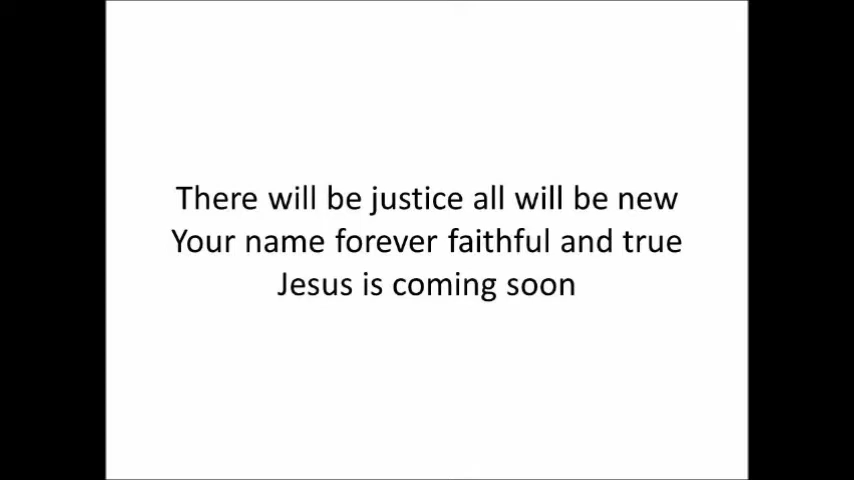 There will be justice all will be new
Your name forever faithful and true
Jesus is coming soon